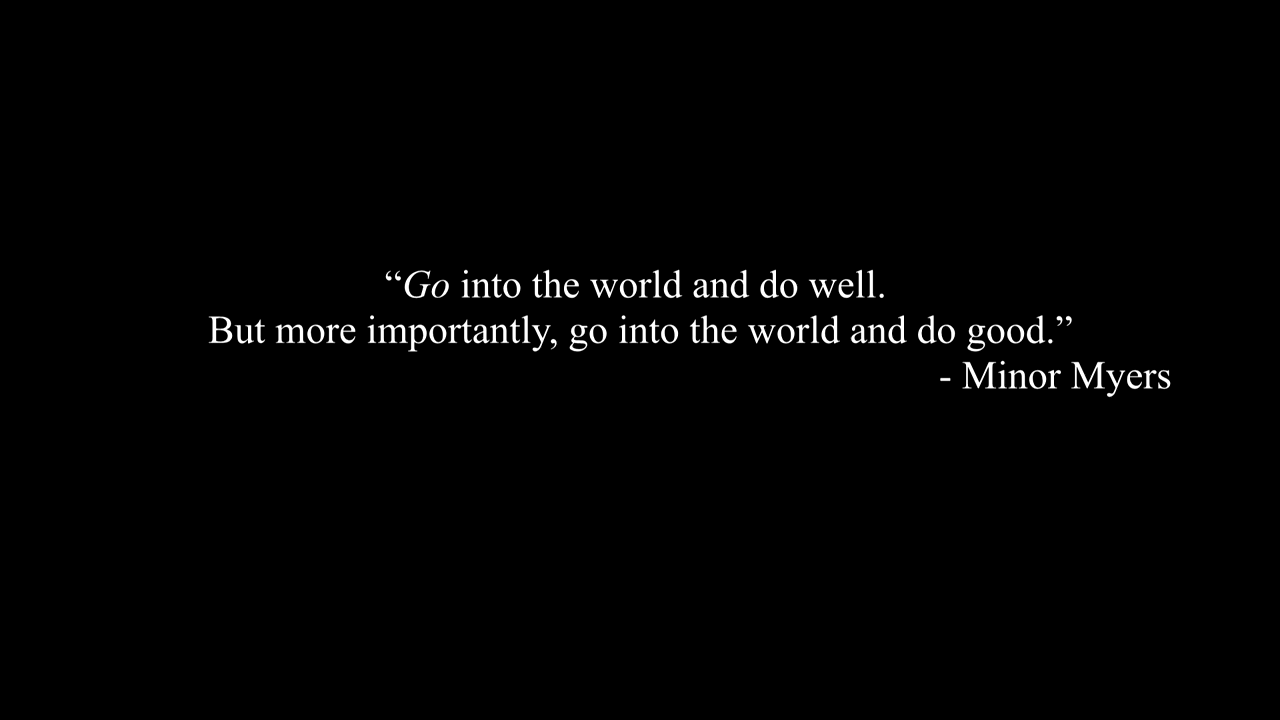 “Go into the world and do well.
But more importantly, go into the world and do good.”
- Minor Myers